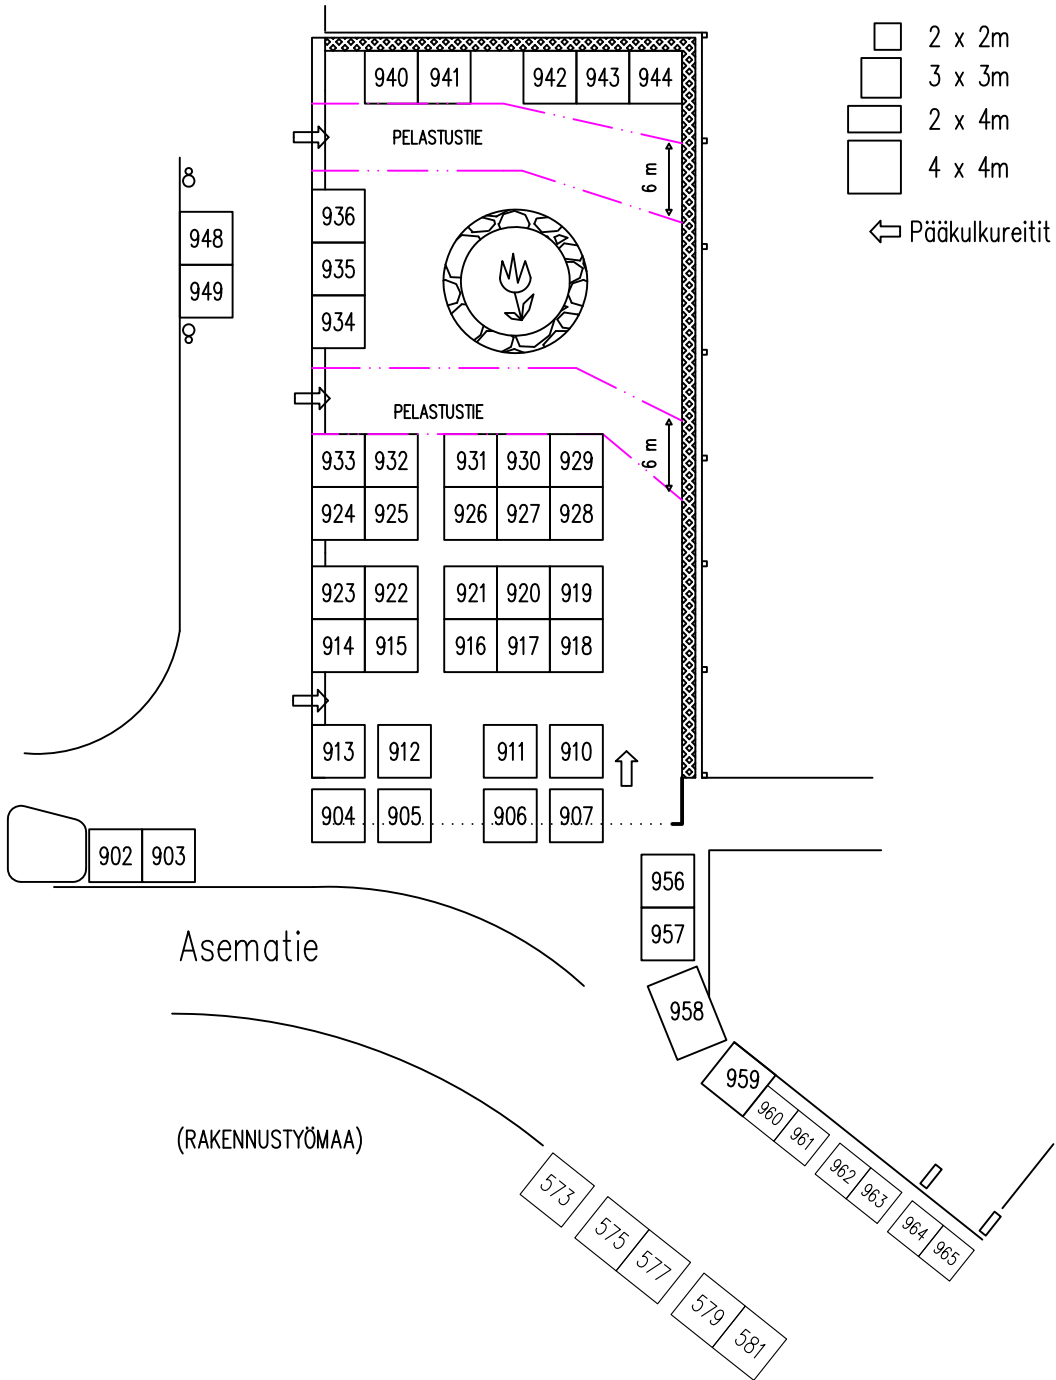 2 x 2m
3 x 3m
2 x 4m
4 x 4m
Pääkulkureitit
940 941 942 943 944
PELASTUSTIE
6 m
936
935
934
948
949
PELASTUSTIE
6 m
933 932 931 930 929
924 925 926 927 928
923 922 921 920 919
914 915 916 917 918
913 912 911 910
904 905 906 907
902 903
956
957
958
959
960
961
962
963
964
965
Asematie
(RAKENNUSTYÖMAA)
573
575
577
579
581